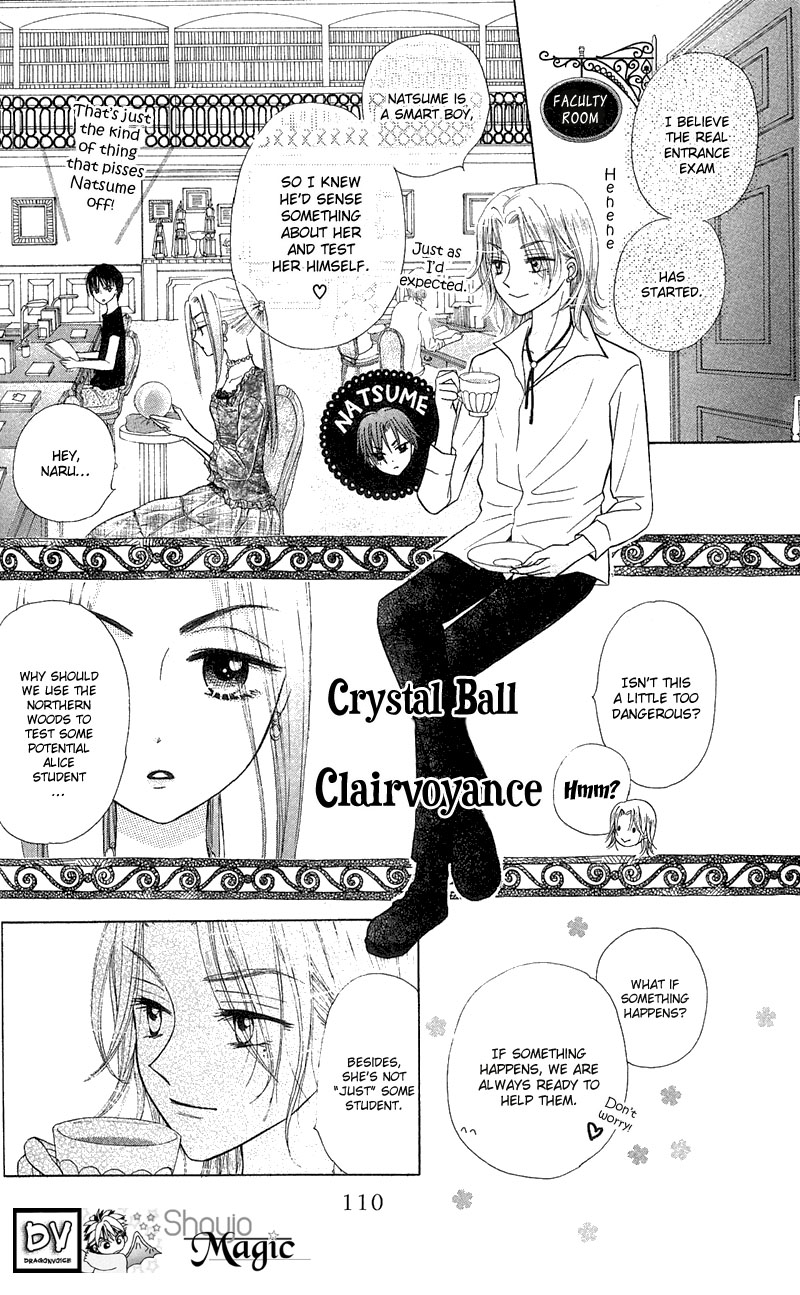 FACULTY
ROOM
I BELIEVE
THE REAL
ENTRANCE
EXAM
HAS
STARTED.
Hehehe
NATSUME IS
A SMART BOY,
SO I KNEW
HE'D SENSE
SOMETHING
ABOUT HER
AND TEST
HER HIMSELF.
Just as
I'd
expected.
That's just
the kind
of thing
that pisses
Natsume
off!
NATSUME
HEY,
NARU...
ISN'T THIS
A LITTLE TOO
DANGEROUS?
Hmm?
Crystal Ball
Clairvoyance
WHY SHOULD
WE USE THE
NORTHERN
WOODS TO
TEST SOME
POTENTIAL
ALICE
STUDENT
...
WHAT IF
SOMETHING
HAPPENS?
IF SOMETHING
HAPPENS, WE ARE
ALWAYS READY TO
HELP THEM.
Don't
worry!
BESIDES,
SHE'S NOT
"JUST" SOME
STUDENT.
110
DV
DRAGONVOICE
Shoujo
Magic